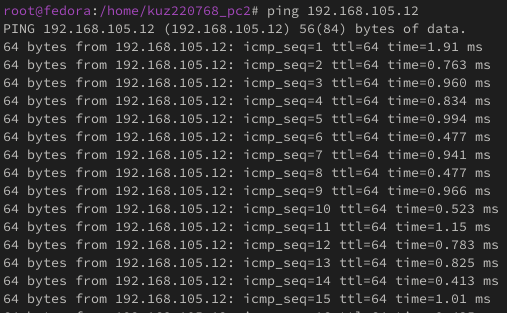 root@fedora:/home/kuz220768_pc2# ping 192.168.105.12
PING 192.168.105.12 (192.168.105.12) 56(84) bytes of data.
64 bytes from 192.168.105.12: icmp_seq=1 ttl=64 time=1.91 ms
64 bytes from 192.168.105.12: icmp_seq=2 ttl=64 time=0.763 ms
64 bytes from 192.168.105.12: icmp_seq=3 ttl=64 time=0.960 ms
64 bytes from 192.168.105.12: icmp_seq=4 ttl=64 time=0.834 ms
64 bytes from 192.168.105.12: icmp_seq=5 ttl=64 time=0.994 ms
64 bytes from 192.168.105.12: icmp_seq=6 ttl=64 time=0.477 ms
64 bytes from 192.168.105.12: icmp_seq=7 ttl=64 time=0.941 ms
64 bytes from 192.168.105.12: icmp_seq=8 ttl=64 time=0.477 ms
64 bytes from 192.168.105.12: icmp_seq=9 ttl=64 time=0.966 ms
64 bytes from 192.168.105.12: icmp_seq=10 ttl=64 time=0.523 ms
64 bytes from 192.168.105.12: icmp_seq=11 ttl=64 time=1.15 ms
64 bytes from 192.168.105.12: icmp_seq=12 ttl=64 time=0.783 ms
64 bytes from 192.168.105.12: icmp_seq=13 ttl=64 time=0.825 ms
64 bytes from 192.168.105.12: icmp_seq=14 ttl=64 time=0.413 ms
64 bytes from 192.168.105.12: icmp_seq=15 ttl=64 time=1.01 ms